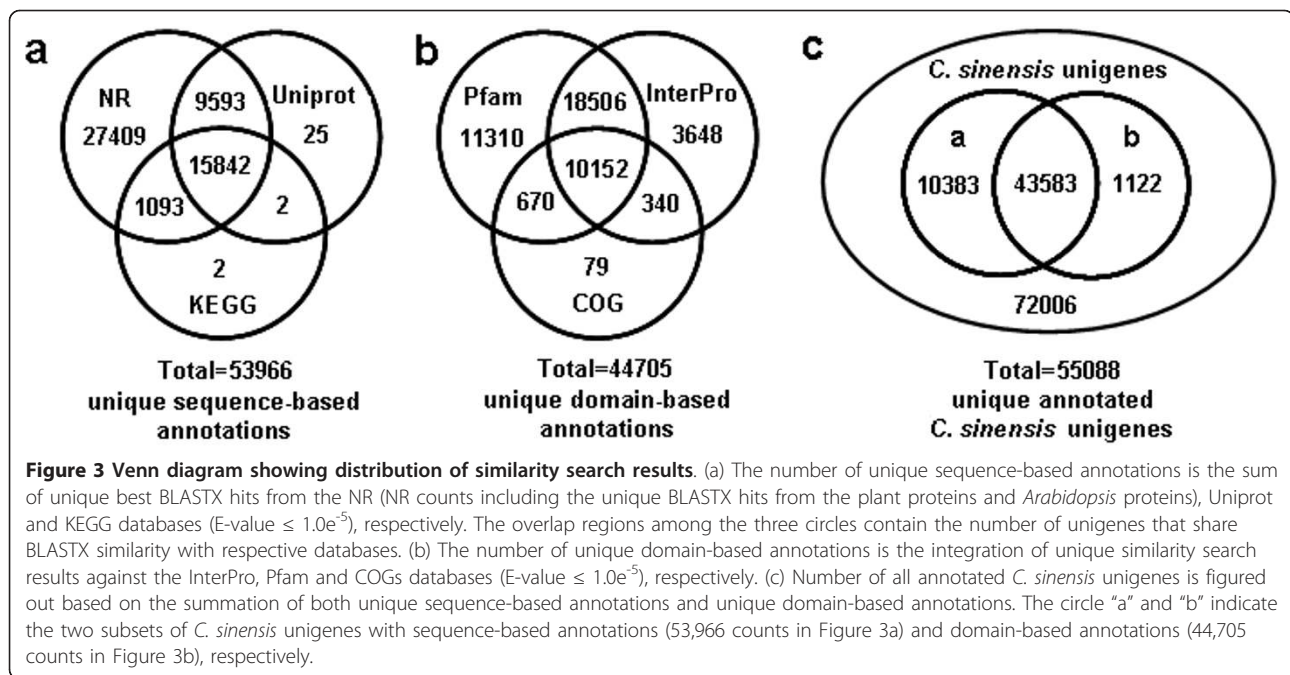 a
NR
27409
9593
Uniprot
25
15842
1093
2
2
KEGG
Total=53966
unique sequence-based
annotations
b
Pfam
11310
18506
InterPro
3648
10152
670
340
79
COG
Total=44705
unique domain-based
annotations
c
C. sinensis unigenes
a
b
10383
43583
1122
72006
Total=55088
unique annotated
C. sinensis unigenes
Figure 3 Venn diagram showing distribution of similarity search results. (a) The number of unique sequence-based annotations is the sum
of unique best BLASTX hits from the NR (NR counts including the unique BLASTX hits from the plant proteins and Arabidopsis proteins), Uniprot
and KEGG databases (E-value ≤ 1.0e-5), respectively. The overlap regions among the three circles contain the number of unigenes that share
BLASTX similarity with respective databases. (b) The number of unique domain-based annotations is the integration of unique similarity search
results against the InterPro, Pfam and COGs databases (E-value ≤ 1.0e-5), respectively. (c) Number of all annotated C. sinensis unigenes is figured
out based on the summation of both unique sequence-based annotations and unique domain-based annotations. The circle “a” and “b” indicate
the two subsets of C. sinensis unigenes with sequence-based annotations (53,966 counts in Figure 3a) and domain-based annotations (44,705
counts in Figure 3b), respectively.